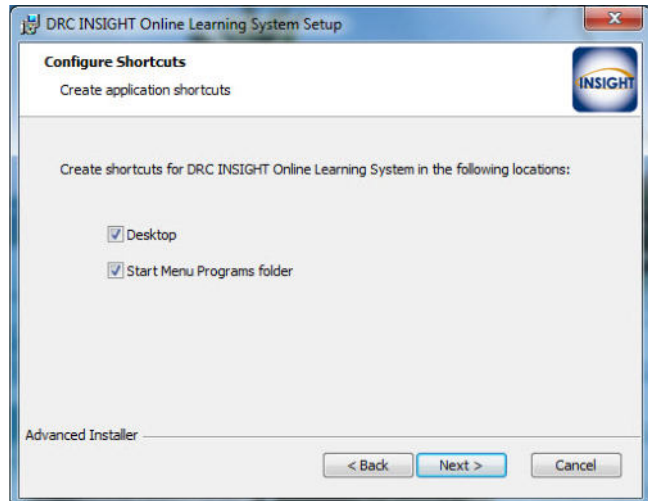 DRC INSIGHT Online Learning System Setup
Configure Shortcuts
Create application shortcuts
INSIGHT
Create shortcuts for DRC INSIGHT Online Learning System in the following locations:
Desktop
Start Menu Programs folder
Advanced Installer
< Back Next > Cancel